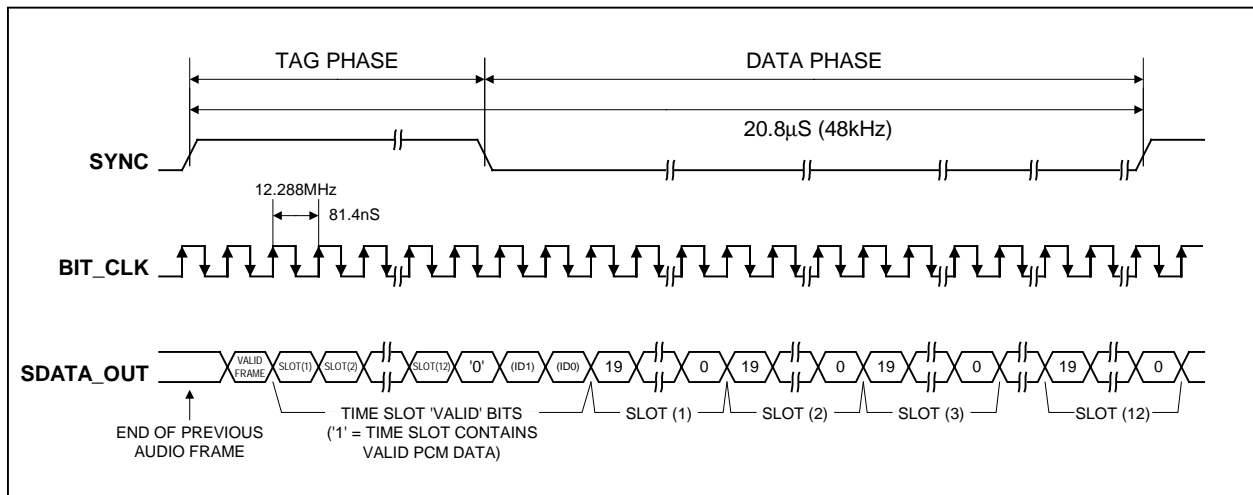 TAG PHASE DATA PHASE
20.8µS (48kHz)
SYNC
12.288MHz
81.4nS
BIT_CLK
SDATA_OUT VALID FRAME SLOT(1) SLOT(2) SLOT(12) '0' (ID1) (ID0) 19 0 19 0 19 0 19 0
TIME SLOT 'VALID' BITS
('1' = TIME SLOT CONTAINS
VALID PCM DATA)
SLOT (1) SLOT (2) SLOT (3) SLOT (12)
END OF PREVIOUS
AUDIO FRAME